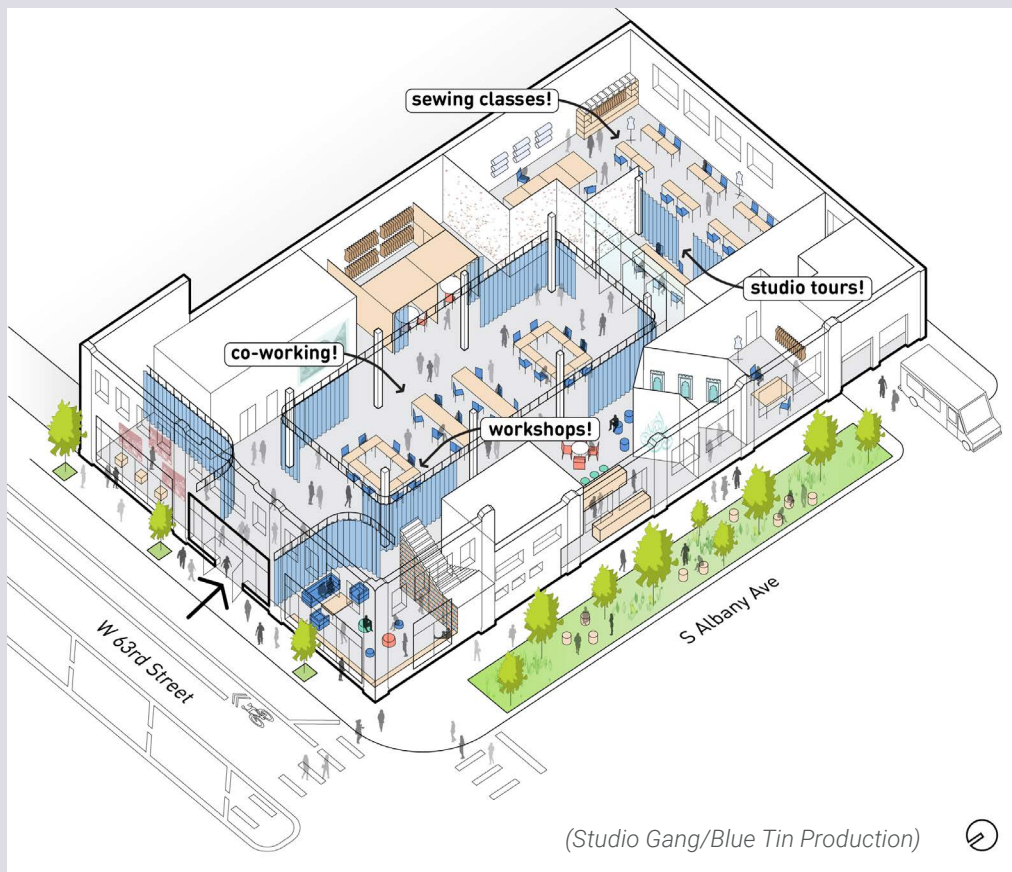 sewing classes!
studio tours!
co-working!
workshops!
W 63rd Street
S Albany Ave
(Studio Gang/Blue Tin Production)